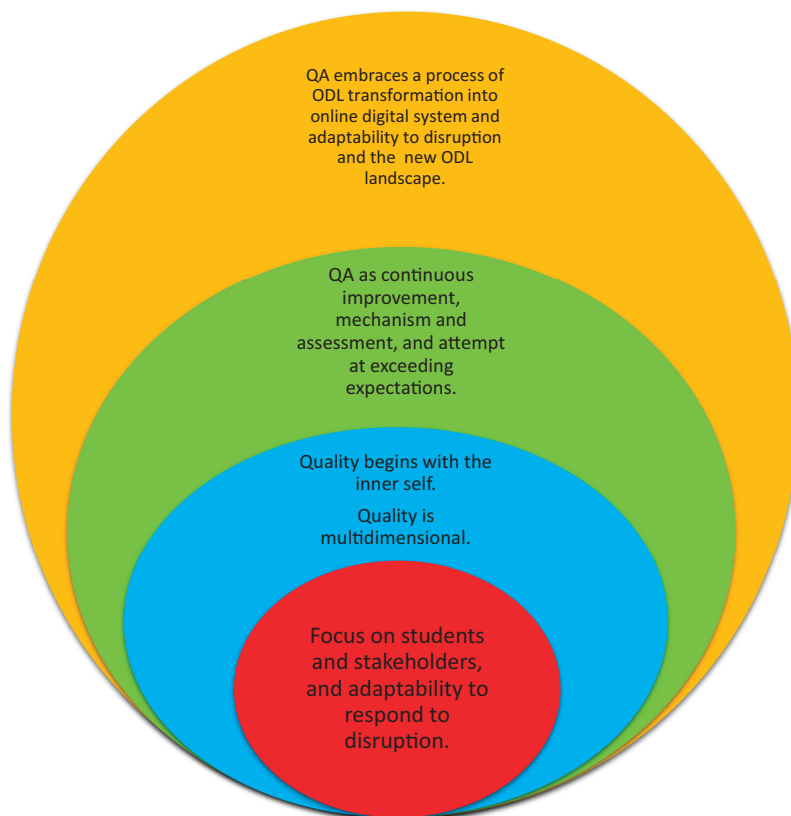 QA embraces a process of
ODL transformation into
online digital system and
adaptability to disruption
and the new ODL
landscape.
QA as continuous
improvement,
mechanism and
assessment, and attempt
at exceeding
expectations.
Quality begins with the
inner self.
Quality is
multidimensional.
Focus on students
and stakeholders,
and adaptability to
respond to
disruption.